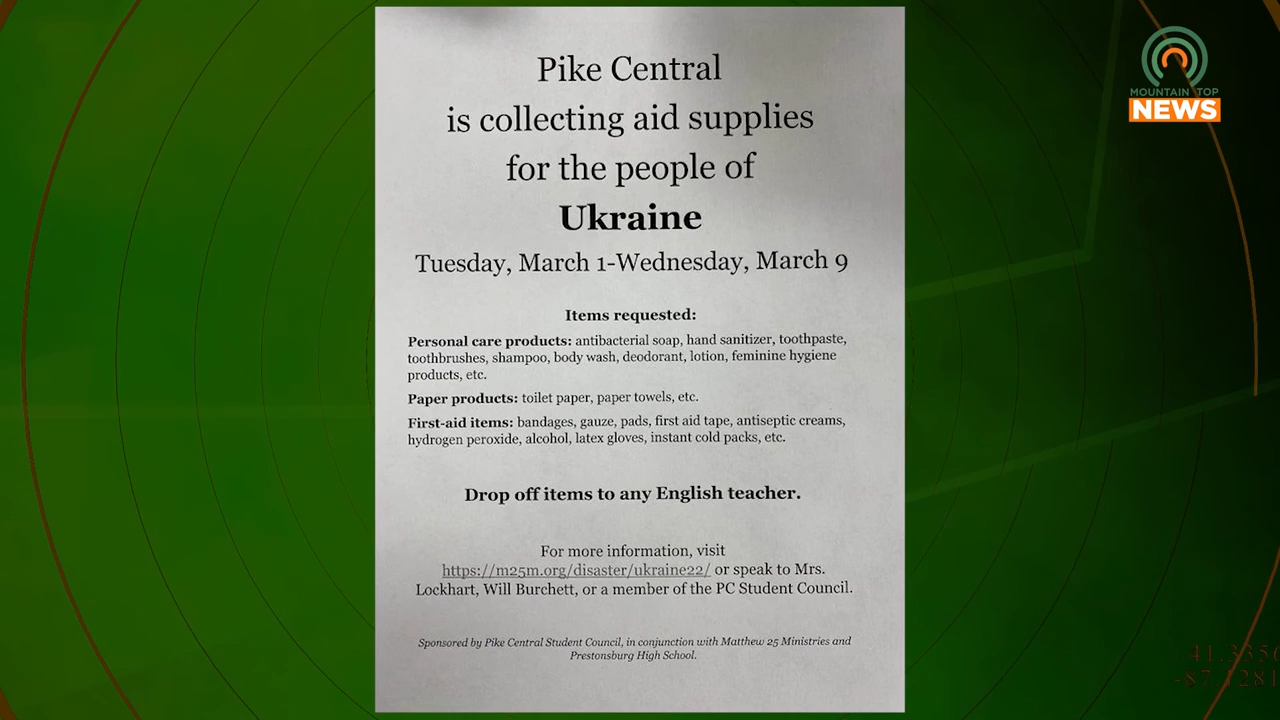 Pike Central
is collecting aid supplies
for the people of
Ukraine
Tuesday, March 1-Wednesday, March 9
Items requested:
Personal care products: antibacterial soap, hand sanitizer, toothpaste,
toothbrushes, shampoo, body wash, deodorant, lotion, feminine hygiene
products, etc.
Paper products: toilet paper, paper towels, etc.
First-aid items: bandages, gauze, pads, first aid tape, antiseptic creams,
hydrogen peroxide, alcohol, latex gloves, instant cold packs, etc.
Drop off items to any English teacher.
For more information, visit
https://m25m.org/disaster/ukraine22/ or speak to Mrs.
Lockhart, Will Burchett, or a member of the PC Student Council.
Sponsored by Pike Central Student Council, in conjunction with Matthew 25 Ministries and
Prestonsburg High School.
MOUNTAIN TOP
NEWS